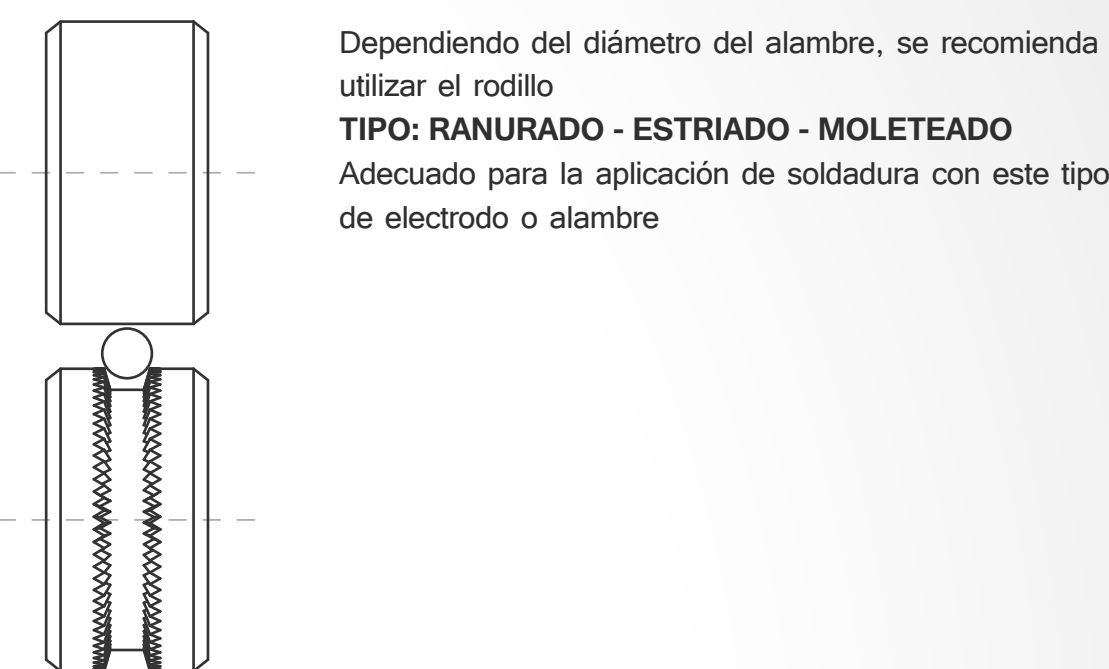 Dependiendo del diámetro del alambre, se recomienda
utilizar el rodillo
TIPO: RANURADO - ESTRIADO - MOLETEADO
Adecuado para la aplicación de soldadura con este tipo
de electrodo o alambre